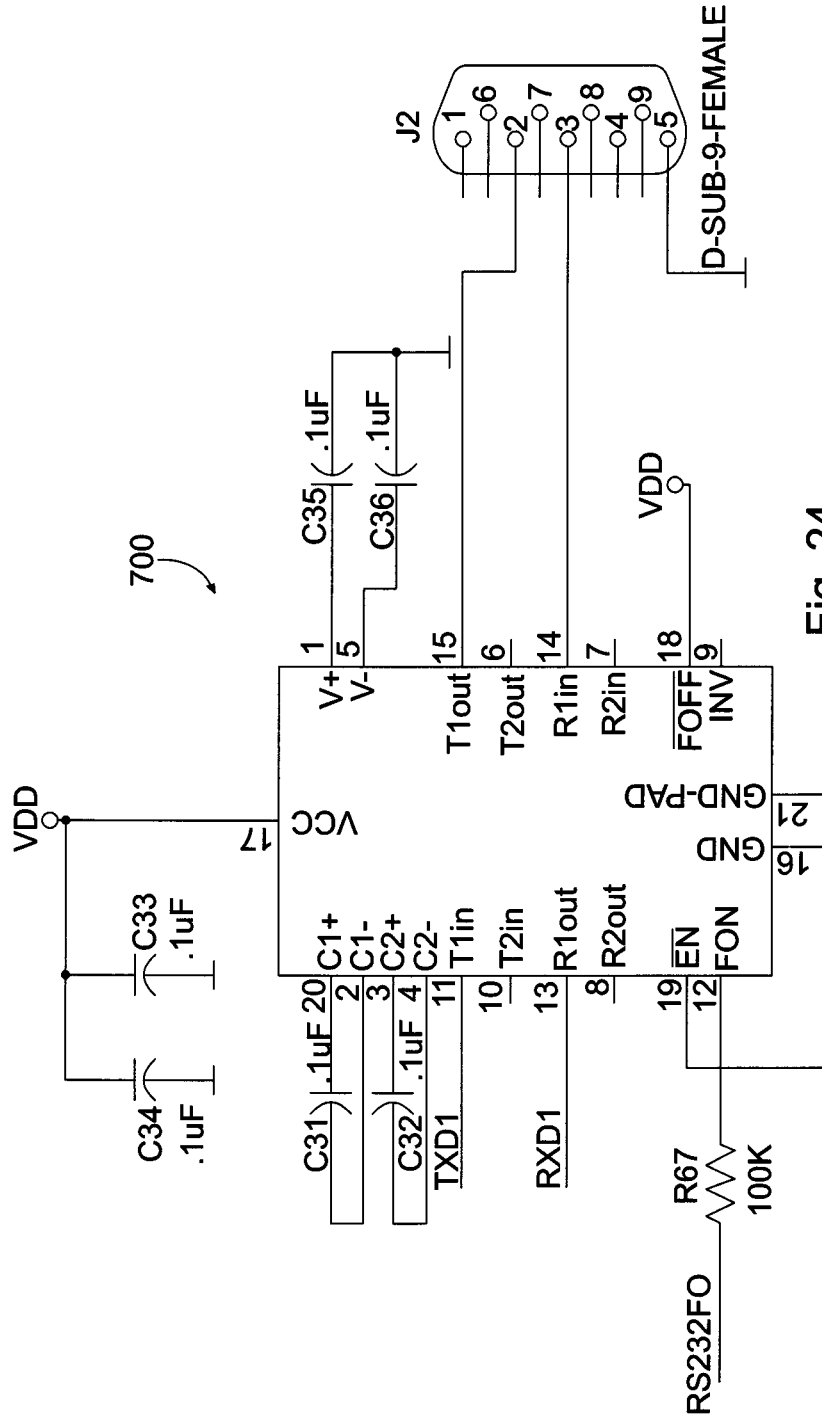 700
VDD
C34
.1uF
C33
.1uF
17
VCC
C31
.1uF
C32
.1uF
20
2
3
4
11
10
13
8
19
12
C1+
C1-
C2+
C2-
T1in
T2in
R1out
R2out
EN
FON
TXD1
RXD1
R67
100K
RS232FO
GND
16
GND-PAD
21
V+
V-
T1out
T2out
R1in
R2in
FOFF
INV
1
5
15
6
14
7
18
9
C35
.1uF
C36
.1uF
VDD
J2
1
6
2
7
3
8
4
9
5
D-SUB-9-FEMALE
Fig. 24